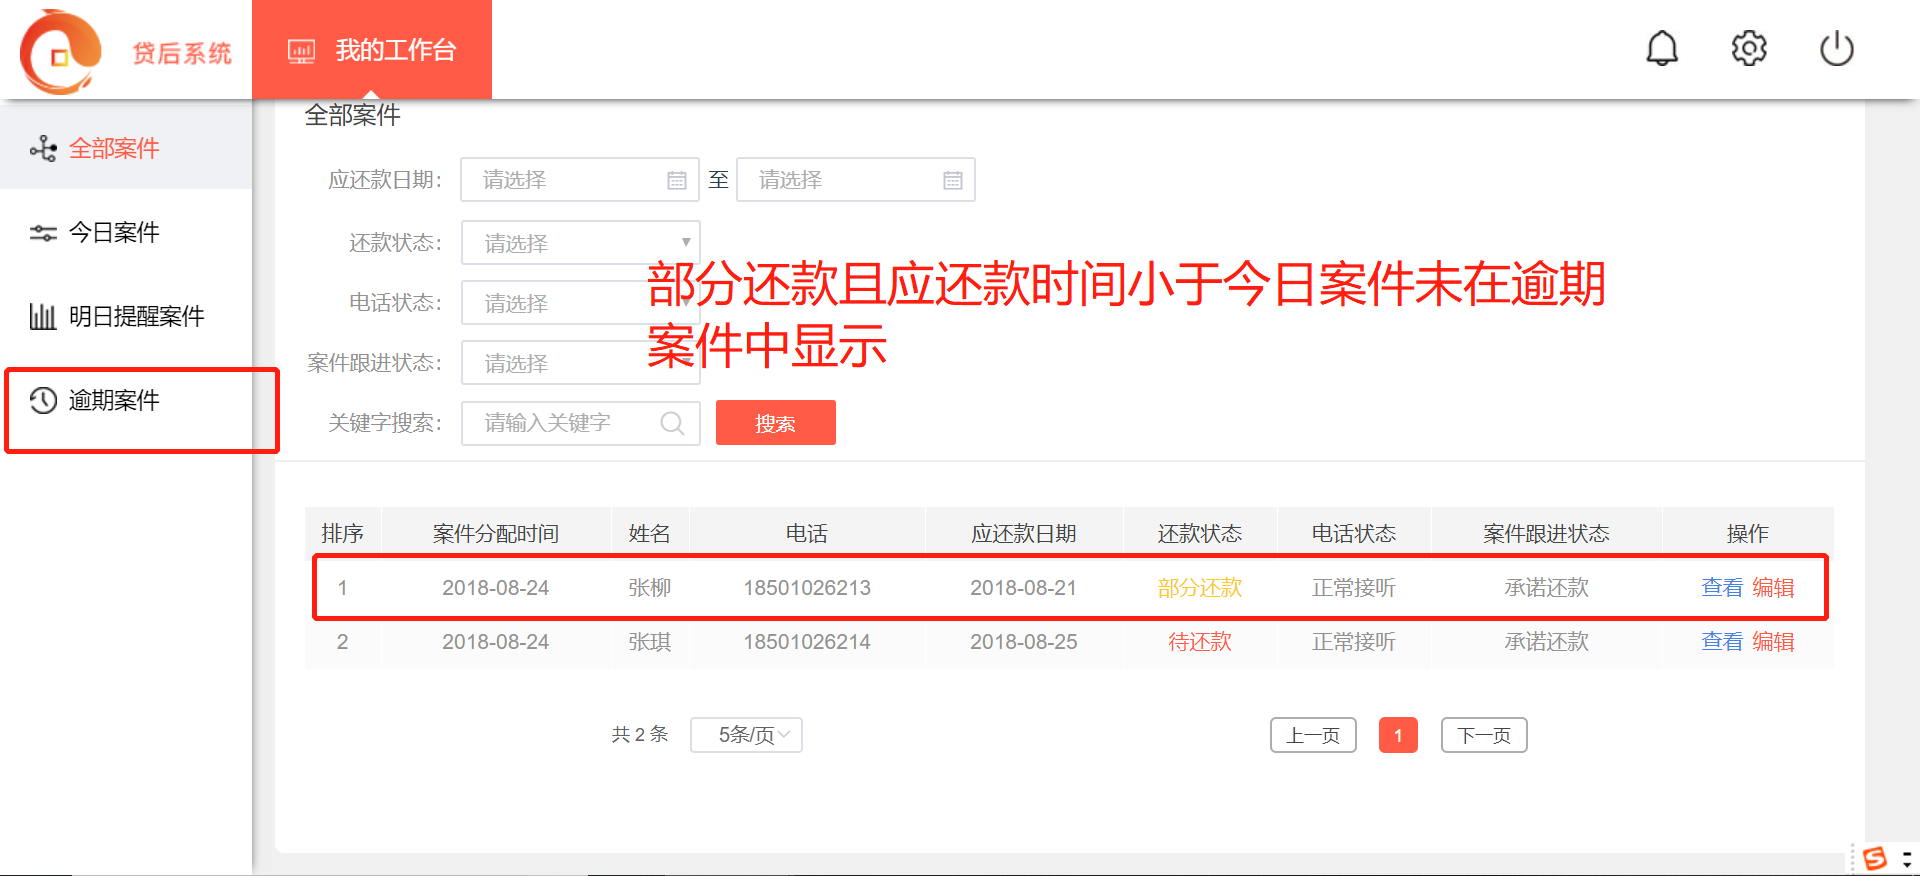 贷后系统
我的工作台
全部案件
今日案件
明日提醒案件
逾期案件
全部案件
应还款日期: 请选择 至 请选择
还款状态: 请选择
电话状态: 请选择
案件跟进状态: 请选择
关键字搜索: 请输入关键字 搜索
部分还款且应还款时间小于今日案件未在逾期
案件中显示
排序 案件分配时间 姓名 电话 应还款日期 还款状态 电话状态 案件跟进状态 操作
1 2018-08-24 张柳 18501026213 2018-08-21 部分还款 正常接听 承诺还款 查看 编辑
2 2018-08-24 张琪 18501026214 2018-08-25 待还款 正常接听 承诺还款 查看 编辑
共 2 条 5条/页 上一页 1 下一页